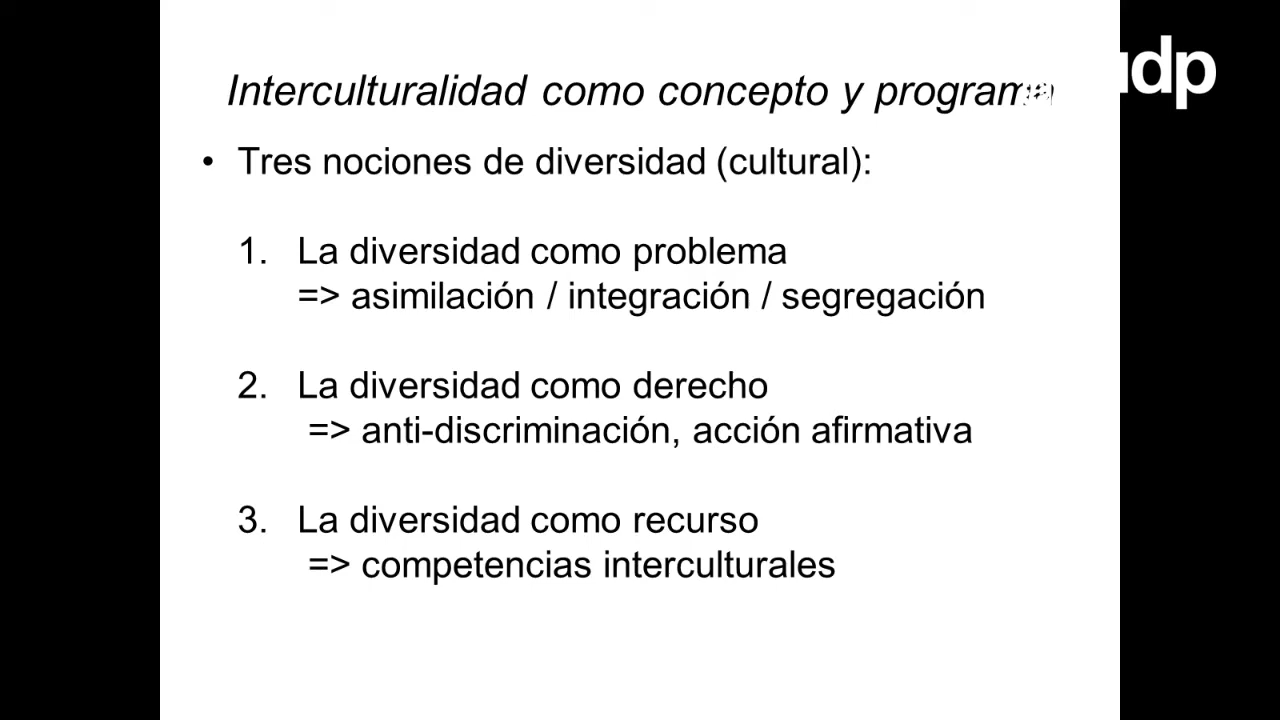 Interculturalidad como concepto y programa
• Tres nociones de diversidad (cultural):
1. La diversidad como problema
=> asimilación / integración / segregación
2. La diversidad como derecho
=> anti-discriminación, acción afirmativa
3. La diversidad como recurso
=> competencias interculturales
udp